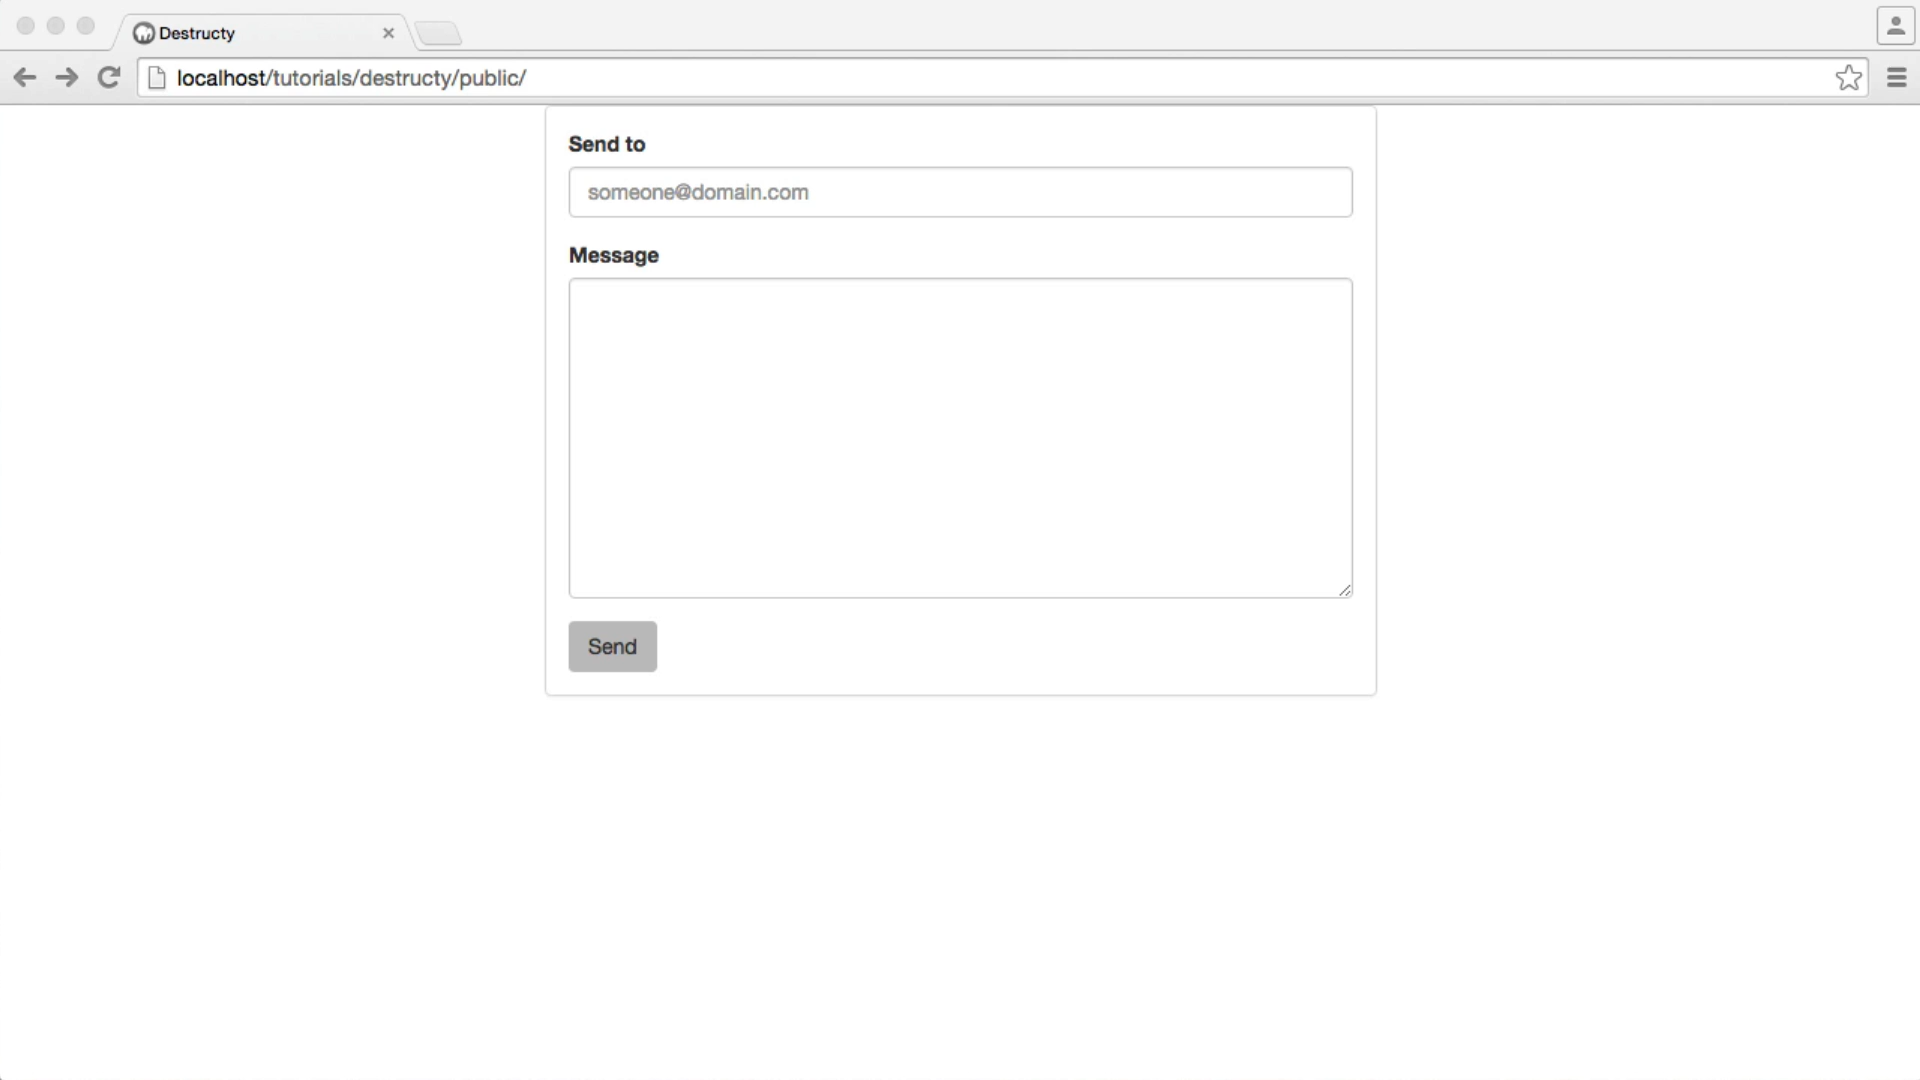 Destructy
localhost/tutorials/destructy/public/
Send to
someone@domain.com
Message
Send